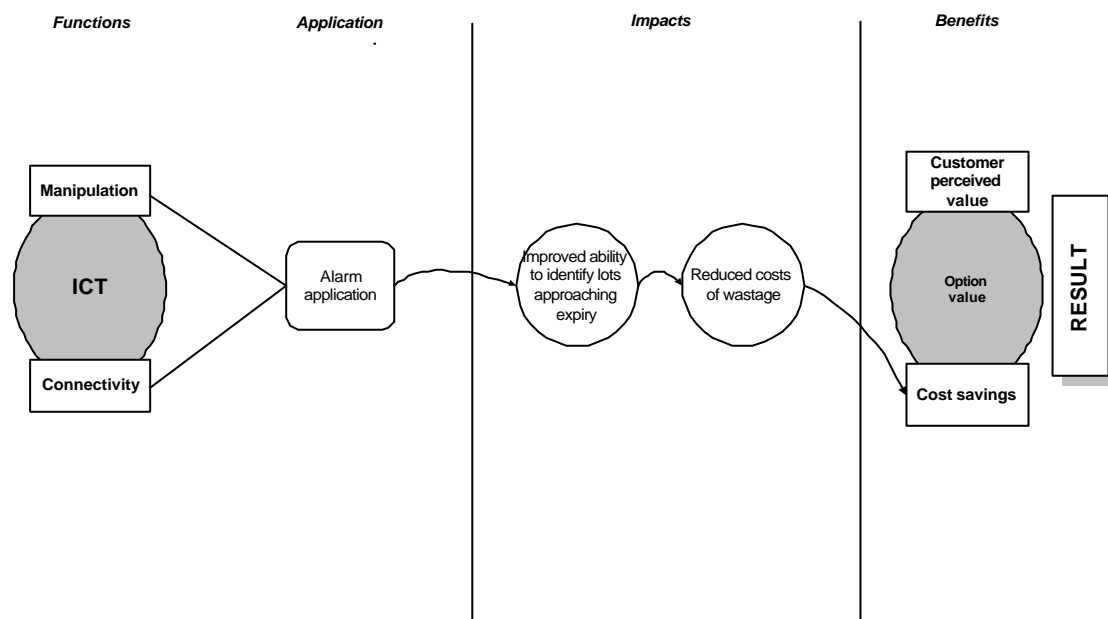 Functions
Application
Impacts
Benefits
Manipulation
ICT
Connectivity
Alarm
application
Improved ability
to identify lots
approaching
expiry
Reduced costs
of wastage
Customer
perceived
value
Option
value
Cost savings
RESULT